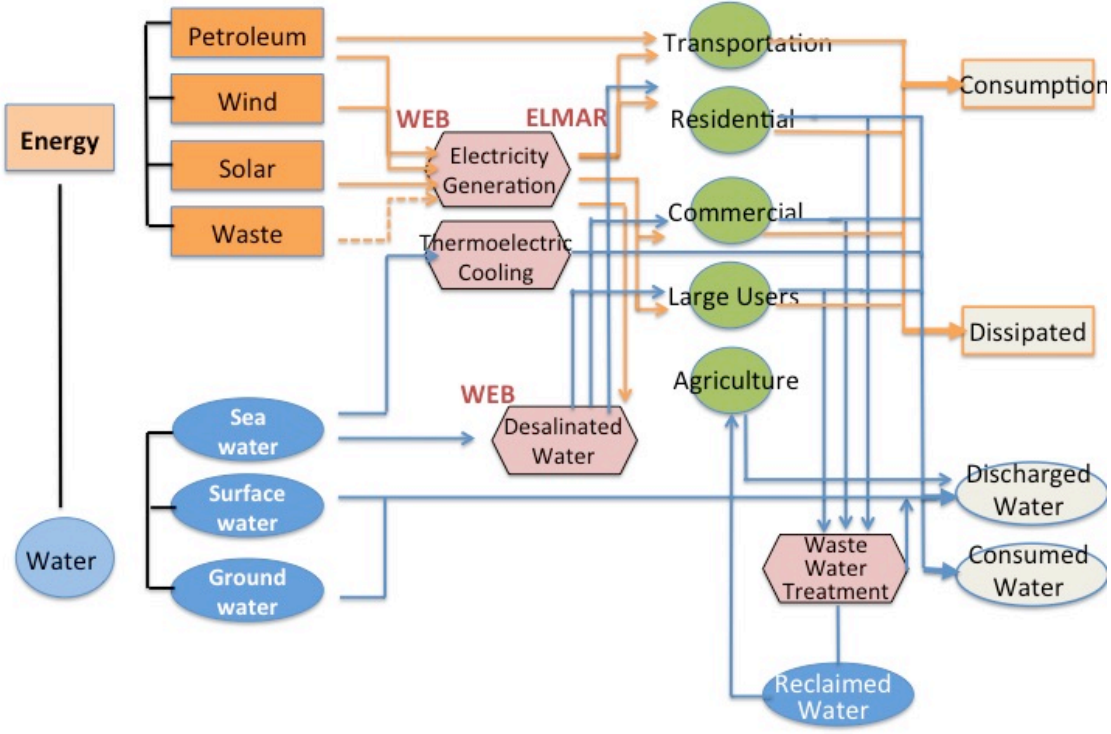 Energy
Water
Petroleum
Wind
Solar
Waste
Sea
water
Surface
water
Ground
water
WEB
ELMAR
Electricity
Generation
Thermoelectric
Cooling
WEB
Desalinated
Water
Transportation
Residential
Commercial
Large Users
Agriculture
Waste
Water
Treatment
Reclaimed
Water
Consumption
Dissipated
Discharged
Water
Consumed
Water